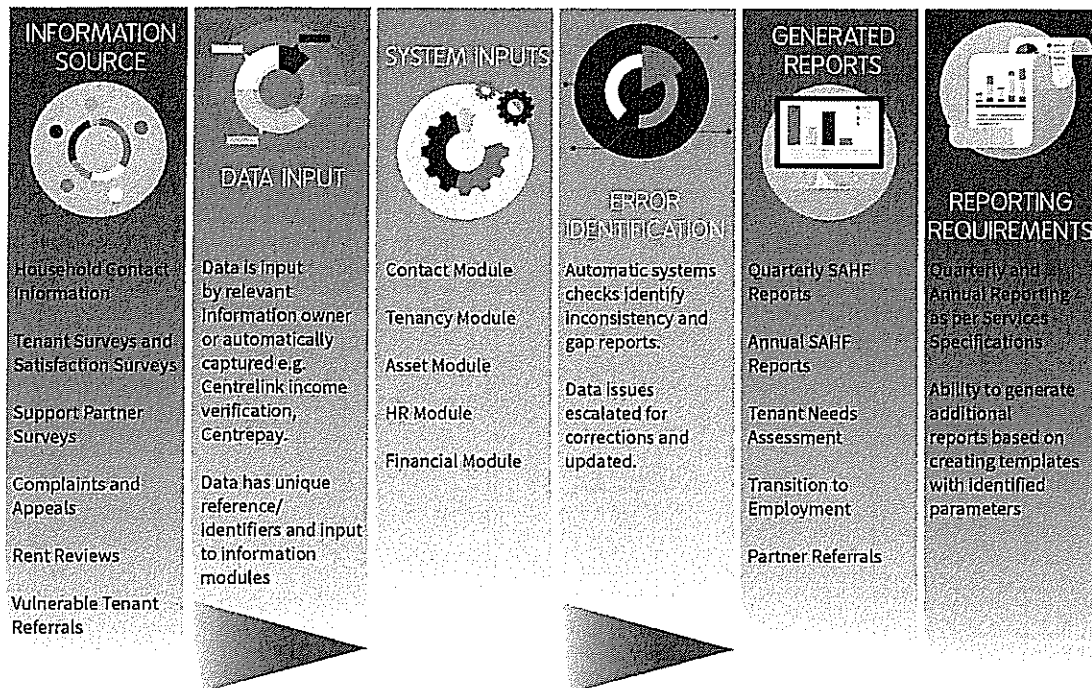 INFORMATION
SOURCE
Household Contact
Information
Tenant Surveys and
Satisfaction Surveys
Support Partner
Surveys
Complaints and
Appeals
Rent Reviews
Vulnerable Tenant
Referrals
DATA INPUT
Data is input
by relevant
information owner
or automatically
captured e.g.
Centrelink income
verification,
Centrepay.
Data has unique
reference/
identifiers and input
to information
modules
SYSTEM INPUTS
Contact Module
Tenancy Module
Asset Module
HR Module
Financial Module
ERROR
IDENTIFICATION
Automatic systems
checks identify
inconsistency and
gap reports.
Data issues
escalated for
corrections and
updated.
GENERATED
REPORTS
Quarterly SAHF
Reports
Annual SAHF
Reports
Tenant Needs
Assessment
Transition to
Employment
Partner Referrals
REPORTING
REQUIREMENTS
Quarterly and
Annual Reporting
as per Services
Specifications
Ability to generate
additional
reports based on
creating templates
with identified
parameters